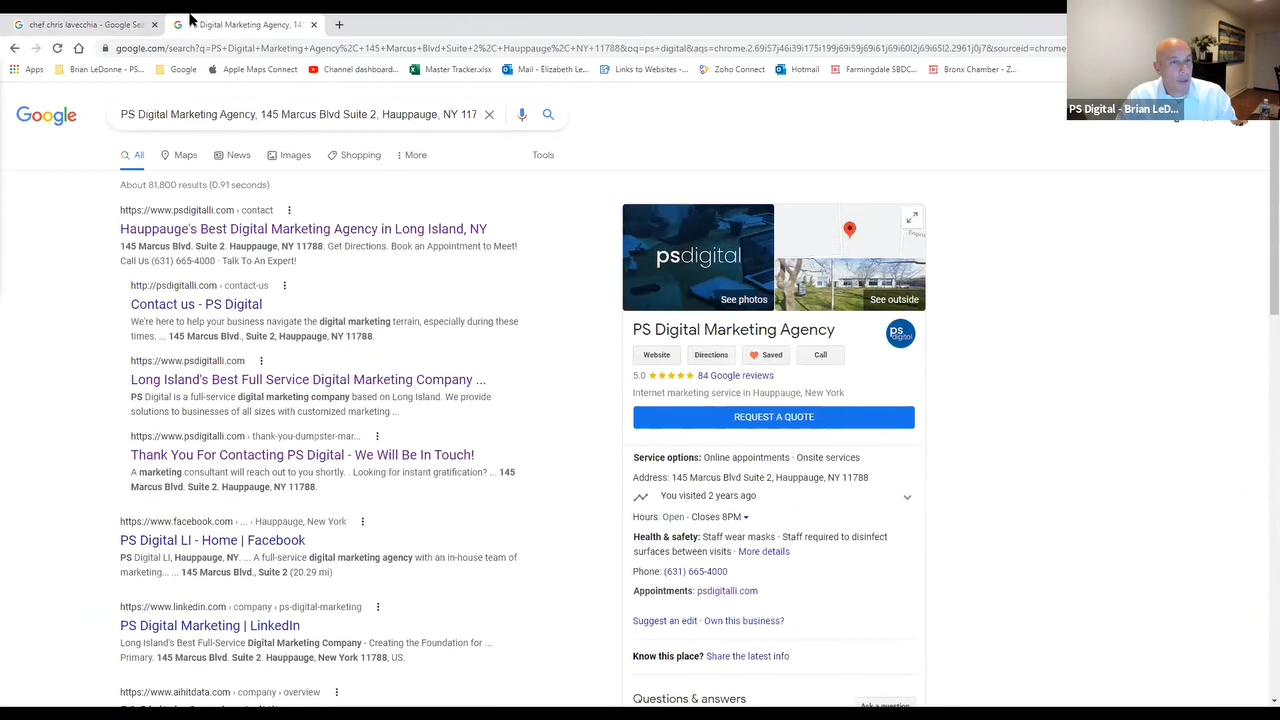 chef chris lavecchia - Google Sea
PS Digital Marketing Agency, 145
google.com/search?q=PS+Digital+Marketing+Agency%2C+145+Marcus+Blvd+Suite+2%2C+Hauppauge%2C+NY+11788&oq=ps+digital&aqs=chrome.2.69i57j46i39i175i199j69i59j69i61j69i60l2j69i65l2.2961j0j7&sourceid=chrome
Apps
Brian LeDonne - PS...
Google
Apple Maps Connect
Channel dashboard...
Master Tracker.xlsx
Mail - Elizabeth Le...
Links to Websites -...
Zoho Connect
Hotmail
Farmingdale SBDC...
Bronx Chamber - Z...
PS Digital - Brian LeD...
Google
PS Digital Marketing Agency, 145 Marcus Blvd Suite 2, Hauppauge, NY 117
All
Maps
News
Images
Shopping
More
Tools
About 81,800 results (0.91 seconds)
https://www.psdigitalli.com › contact
Hauppauge's Best Digital Marketing Agency in Long Island, NY
145 Marcus Blvd. Suite 2. Hauppauge, NY 11788. Get Directions. Book an Appointment to Meet!
Call Us (631) 665-4000 · Talk To An Expert!
http://psdigitalli.com › contact-us
Contact us - PS Digital
We're here to help your business navigate the digital marketing terrain, especially during these
times. ... 145 Marcus Blvd., Suite 2, Hauppauge, NY 11788.
https://www.psdigitalli.com
Long Island's Best Full Service Digital Marketing Company ...
PS Digital is a full-service digital marketing company based on Long Island. We provide
solutions to businesses of all sizes with customized marketing ...
https://www.psdigitalli.com › thank-you-dumpster-mar...
Thank You For Contacting PS Digital - We Will Be In Touch!
A marketing consultant will reach out to you shortly. . Looking for instant gratification? ... 145
Marcus Blvd. Suite 2. Hauppauge, NY 11788.
https://www.facebook.com › ... › Hauppauge, New York
PS Digital LI - Home | Facebook
PS Digital LI, Hauppauge, NY. ... A full-service digital marketing agency with an in-house team of
marketing... ... 145 Marcus Blvd., Suite 2 (20.29 mi)
https://www.linkedin.com › company › ps-digital-marketing
PS Digital Marketing | LinkedIn
Long Island's Best Full-Service Digital Marketing Company - Creating the Foundation for ...
Primary. 145 Marcus Blvd. Suite 2. Hauppauge, New York 11788, US.
https://www.aihitdata.com › company › overview
psdigital
See photos
See outside
PS Digital Marketing Agency
ps
digital
Website
Directions
Saved
Call
5.0
84 Google reviews
Internet marketing service in Hauppauge, New York
REQUEST A QUOTE
Service options: Online appointments · Onsite services
Address: 145 Marcus Blvd Suite 2, Hauppauge, NY 11788
You visited 2 years ago
Hours: Open · Closes 8PM
Health & safety: Staff wear masks · Staff required to disinfect
surfaces between visits · More details
Phone: (631) 665-4000
Appointments: psdigitalli.com
Suggest an edit · Own this business?
Know this place? Share the latest info
Questions & answers
Ask a question